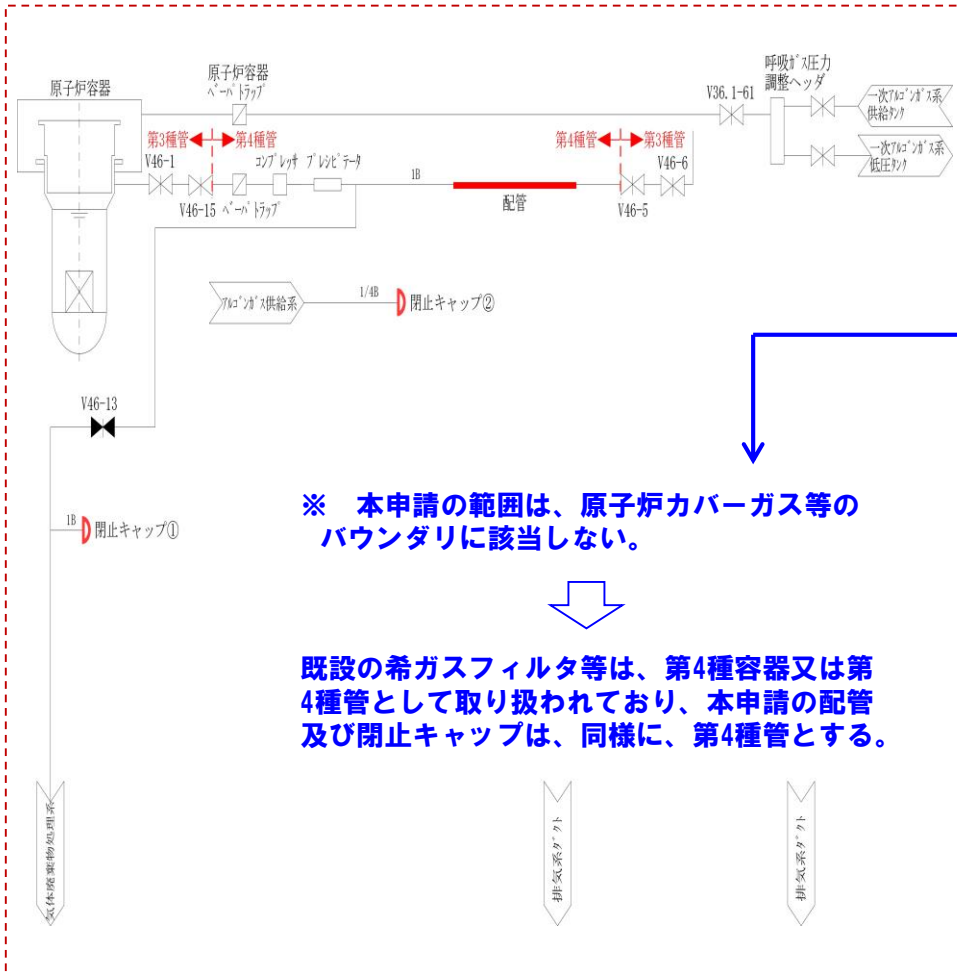 原子炉容器
原子炉容器
ベーパトラップ
呼吸ガス圧力
調整ヘッダ
V36.1-61
一次アルゴンガス系
供給タンク
一次アルゴンガス系
低圧タンク
第3種管
第4種管
V46-1
コンプレッサ
プレシピテータ
V46-15
ベーパトラップ
1B
配管
第4種管
第3種管
V46-6
V46-5
アルゴンガス供給系
1/4B
閉止キャップ②
V46-13
1B
閉止キャップ①
※ 本申請の範囲は、原子炉カバーガス等の
バウンダリに該当しない。
既設の希ガスフィルタ等は、第4種容器又は第
4種管として取り扱われており、本申請の配管
及び閉止キャップは、同様に、第4種管とする。
気体廃棄物処理系
排気系ダクト
排気系ダクト